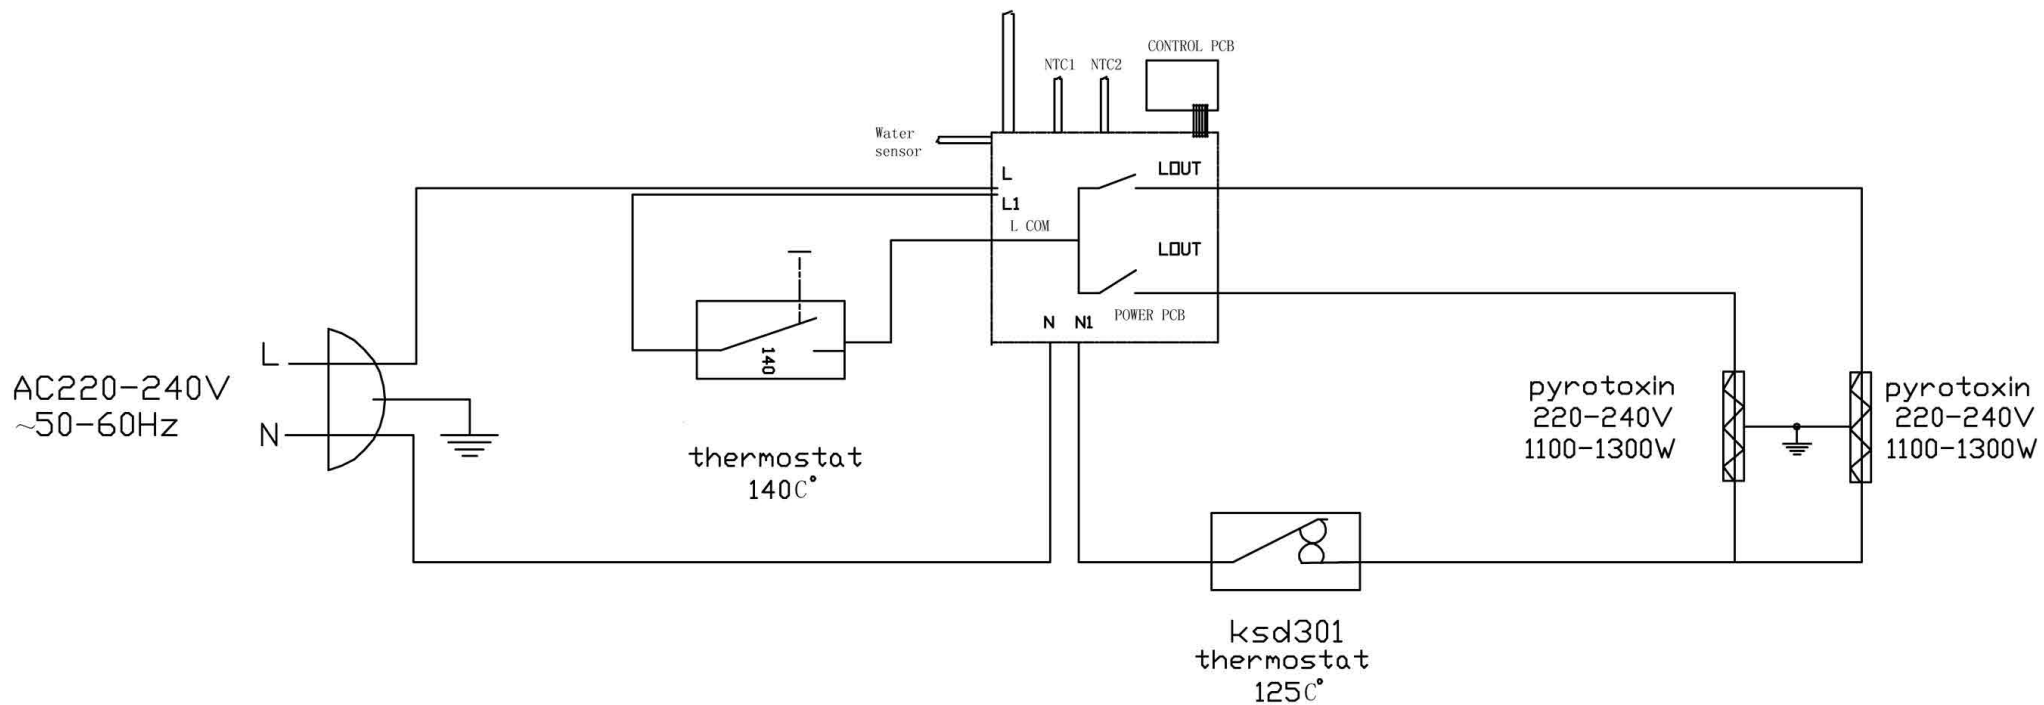 CONTROL PCB
NTC1
NTC2
Water
sensor
L
LOUT
L1
L COM
LOUT
N
N1
POWER PCB
L
AC220-240V
~50-60Hz
N
140
thermostat
140C°
pyrotoxin
220-240V
1100-1300W
pyrotoxin
220-240V
1100-1300W
ksd301
thermostat
125C°